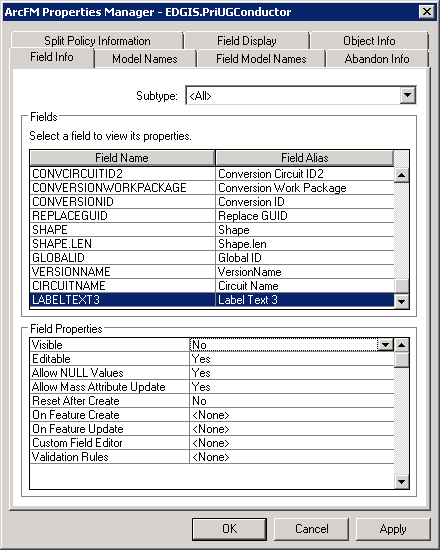 ArcFM Properties Manager - EDGIS.PriUGConductor
Split Policy Information Field Display Object Info
Field Info Model Names Field Model Names Abandon Info
Subtype: <All>
Fields
Select a field to view its properties.
Field Name Field Alias
CONVCIRCUITID2 Conversion Circuit ID2
CONVERSIONWORKPACKAGE Conversion Work Package
CONVERSIONID Conversion ID
REPLACEGUID Replace GUID
SHAPE Shape
SHAPE.LEN Shape.len
GLOBALID Global ID
VERSIONNAME VersionName
CIRCUITNAME Circuit Name
LABELTEXT3 Label Text 3
Field Properties
Visible No
Editable Yes
Allow NULL Values Yes
Allow Mass Attribute Update Yes
Reset After Create No
On Feature Create <None>
On Feature Update <None>
Custom Field Editor <None>
Validation Rules <None>
OK Cancel Apply